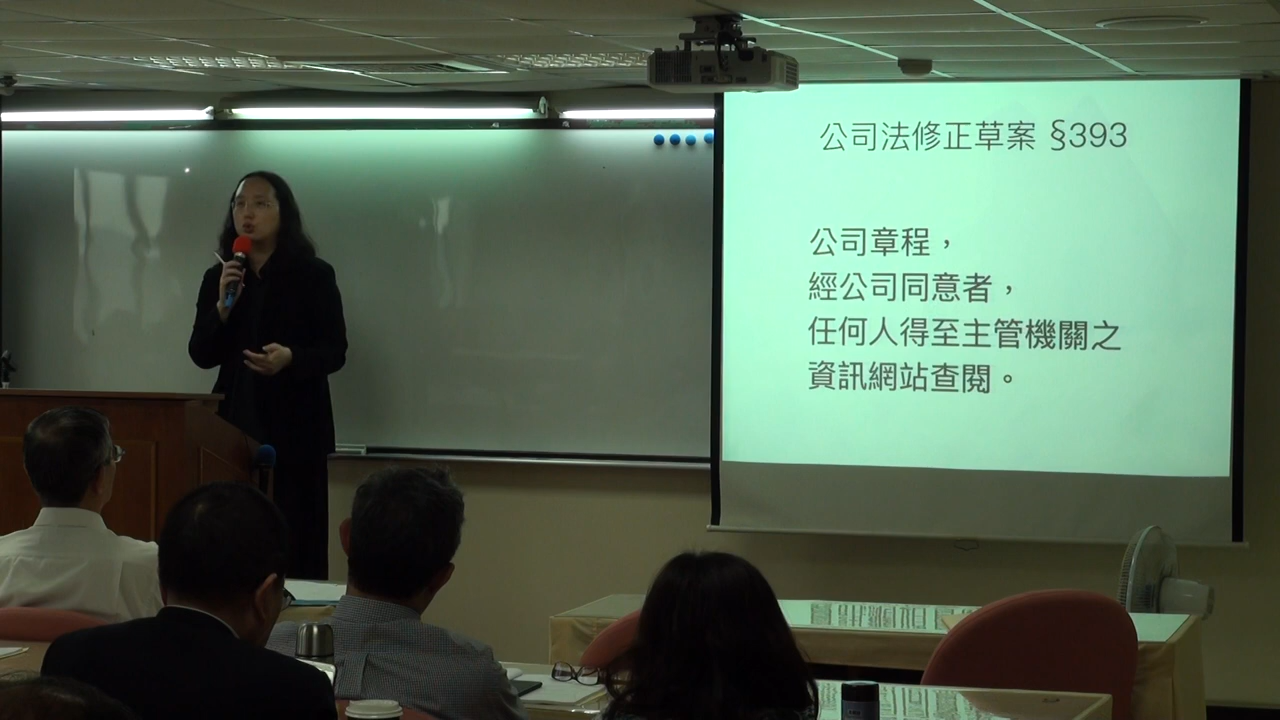 公司法修正草案 §393
公司章程，
經公司同意者，
任何人得至主管機關之
資訊網站查閱。